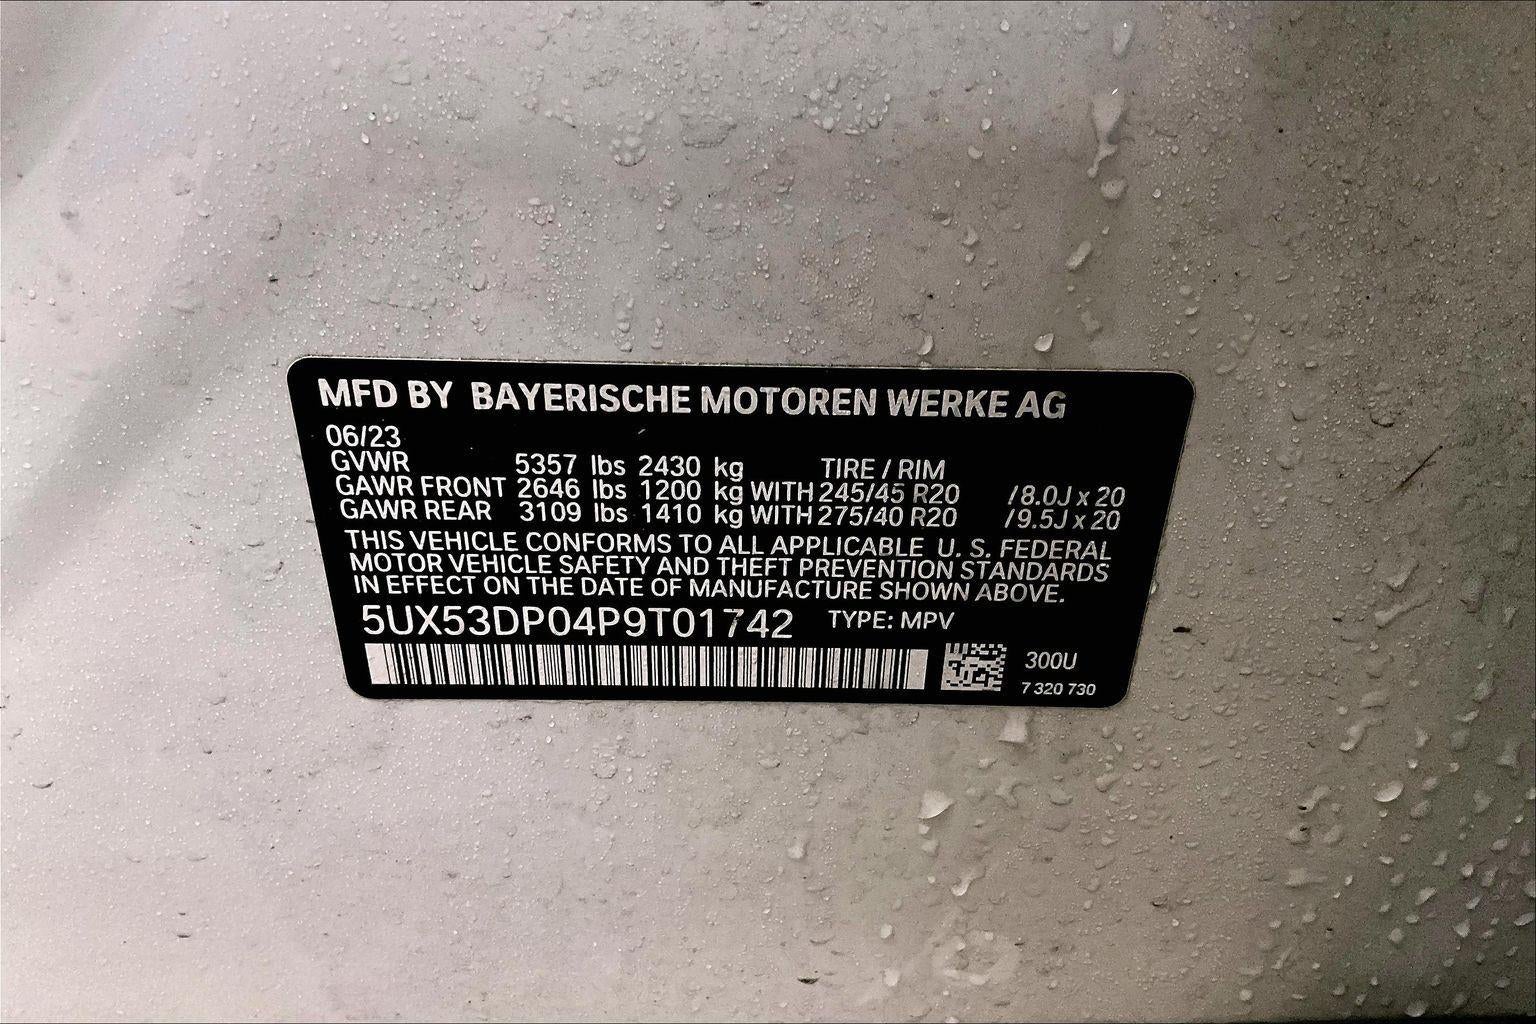 MFD BY BAYERISCHE MOTOREN WERKE AG
06/23
GVWR 5357 lbs 2430 kg TIRE / RIM
GAWR FRONT 2646 lbs 1200 kg WITH 245/45 R20 /8.0J x 20
GAWR REAR 3109 lbs 1410 kg WITH 275/40 R20 /9.5J x 20
THIS VEHICLE CONFORMS TO ALL APPLICABLE U. S. FEDERAL
MOTOR VEHICLE SAFETY AND THEFT PREVENTION STANDARDS
IN EFFECT ON THE DATE OF MANUFACTURE SHOWN ABOVE.
5UX53DP04P9T01742 TYPE: MPV
300U
7 320 730